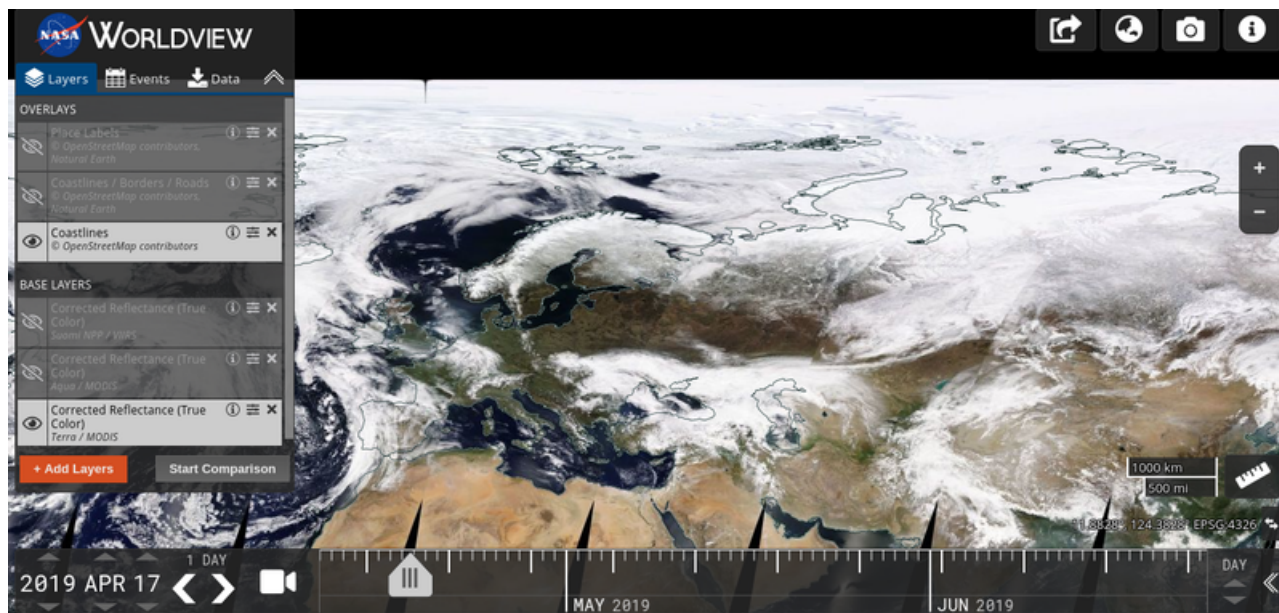 NASA WORLDVIEW
Layers Events Data
OVERLAYS
Place Labels
© OpenStreetMap contributors,
Natural Earth
Coastlines / Borders / Roads
© OpenStreetMap contributors,
Natural Earth
Coastlines
© OpenStreetMap contributors
BASE LAYERS
Corrected Reflectance (True
Color)
Suomi NPP / VIIRS
Corrected Reflectance (True
Color)
Aqua / MODIS
Corrected Reflectance (True
Color)
Terra / MODIS
+ Add Layers Start Comparison
+
-
1000 km
500 mi
EPSG:4326
1 DAY
2019 APR 17
MAY 2019
JUN 2019
DAY